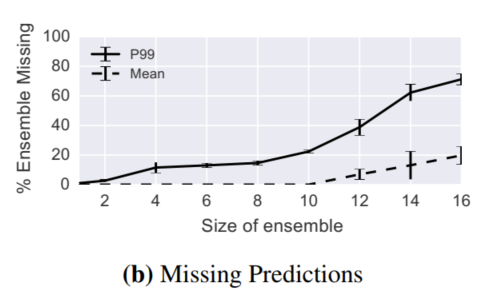 100
80
60
40
20
0
% Ensemble Missing
P99
Mean
2 4 6 8 10 12 14 16
Size of ensemble
(b) Missing Predictions